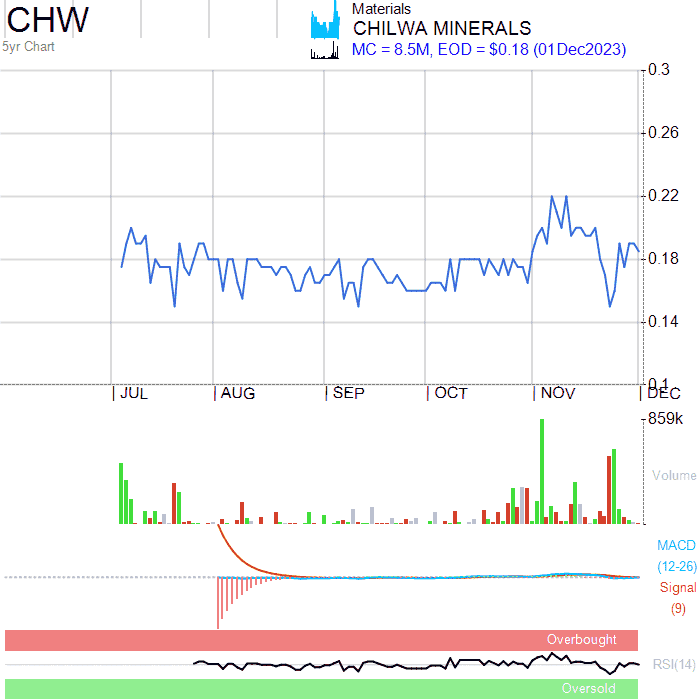 CHW
Materials
CHILWA MINERALS
5yr Chart
MC = 8.5M, EOD = $0.18 (01Dec2023)
0.3
0.26
0.22
0.18
0.14
0.1
JUL AUG SEP OCT NOV DEC
859k
Volume
MACD
(12-26)
Signal
(9)
Overbought
RSI(14)
Oversold